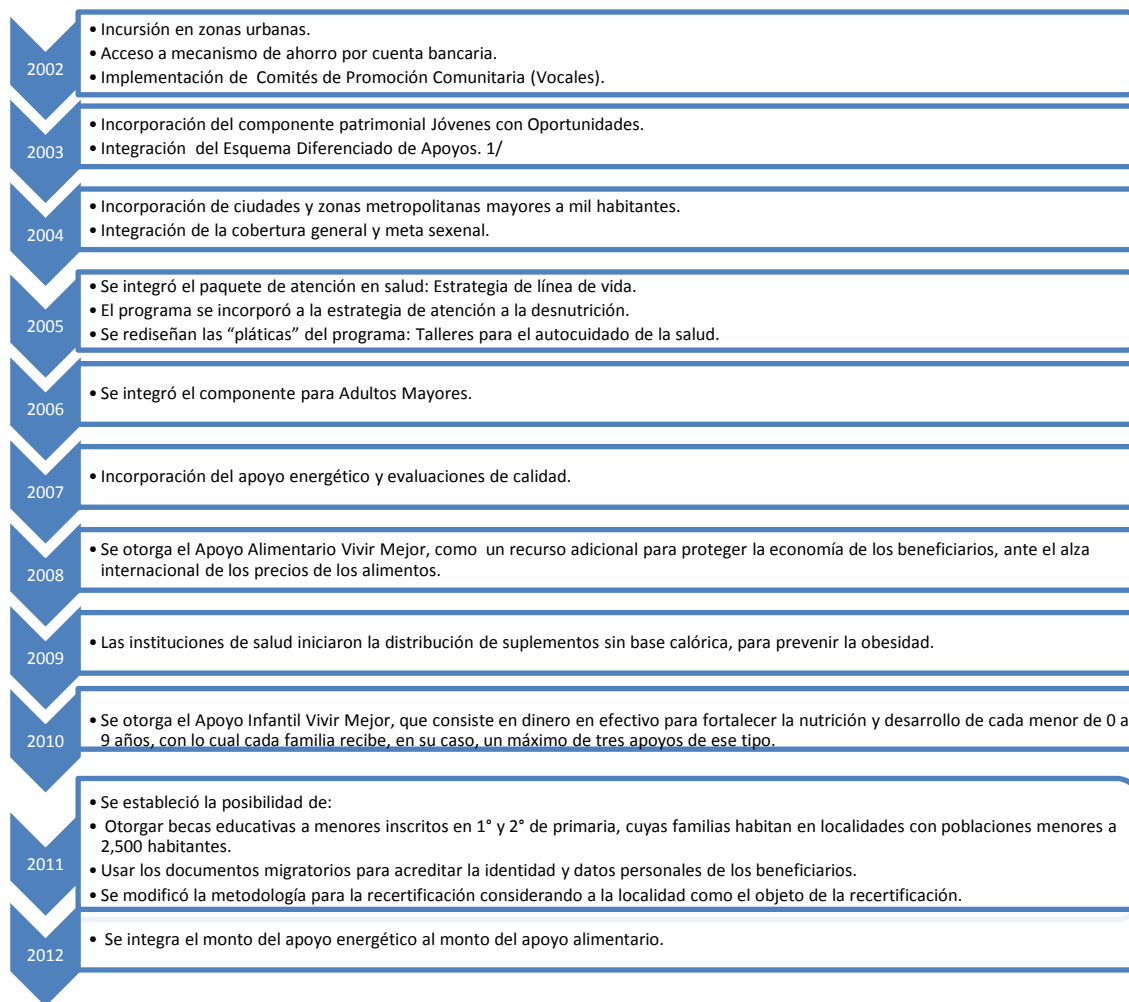 2002
• Incursión en zonas urbanas.
• Acceso a mecanismo de ahorro por cuenta bancaria.
• Implementación de Comités de Promoción Comunitaria (Vocales).
2003
• Incorporación del componente patrimonial Jóvenes con Oportunidades.
• Integración del Esquema Diferenciado de Apoyos. 1/
2004
• Incorporación de ciudades y zonas metropolitanas mayores a mil habitantes.
• Integración de la cobertura general y meta sexenal.
2005
• Se integró el paquete de atención en salud: Estrategia de línea de vida.
• El programa se incorporó a la estrategia de atención a la desnutrición.
• Se rediseñan las “pláticas” del programa: Talleres para el autocuidado de la salud.
2006
• Se integró el componente para Adultos Mayores.
2007
• Incorporación del apoyo energético y evaluaciones de calidad.
2008
• Se otorga el Apoyo Alimentario Vivir Mejor, como un recurso adicional para proteger la economía de los beneficiarios, ante el alza
internacional de los precios de los alimentos.
2009
• Las instituciones de salud iniciaron la distribución de suplementos sin base calórica, para prevenir la obesidad.
2010
• Se otorga el Apoyo Infantil Vivir Mejor, que consiste en dinero en efectivo para fortalecer la nutrición y desarrollo de cada menor de 0 a
9 años, con lo cual cada familia recibe, en su caso, un máximo de tres apoyos de ese tipo.
2011
• Se estableció la posibilidad de:
• Otorgar becas educativas a menores inscritos en 1° y 2° de primaria, cuyas familias habitan en localidades con poblaciones menores a
2,500 habitantes.
• Usar los documentos migratorios para acreditar la identidad y datos personales de los beneficiarios.
• Se modificó la metodología para la recertificación considerando a la localidad como el objeto de la recertificación.
2012
• Se integra el monto del apoyo energético al monto del apoyo alimentario.